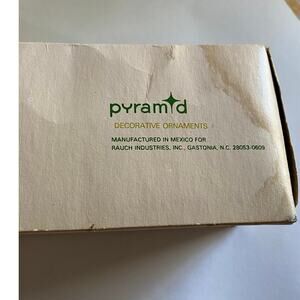 pyramid
DECORATIVE ORNAMENTS
MANUFACTURED IN MEXICO FOR
RAUCH INDUSTRIES, INC., GASTONIA, N.C. 28053-0609